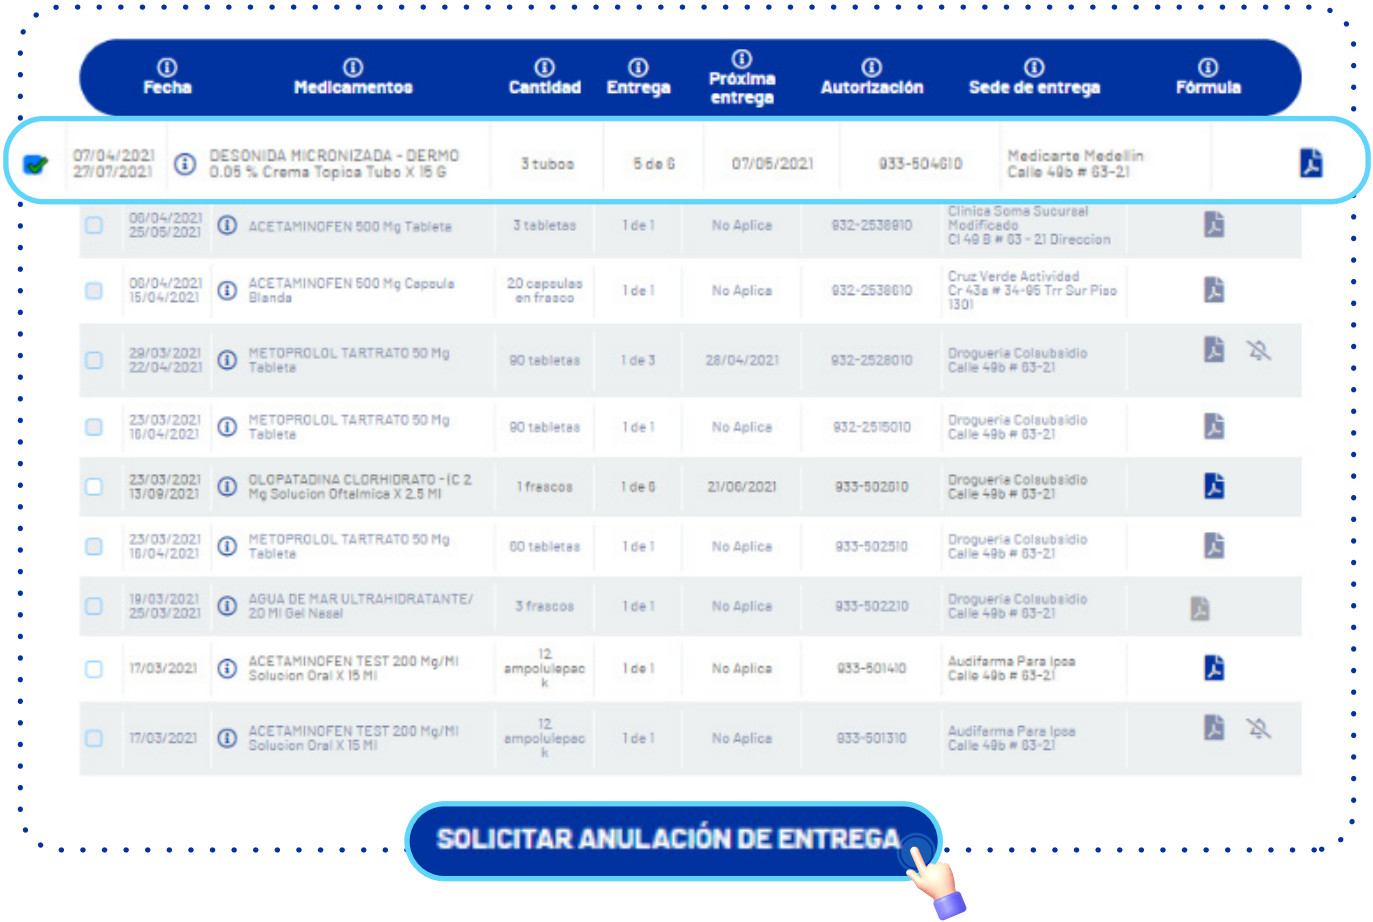 Fecha
Medicamentos
Cantidad
Entrega
Próxima
entrega
Autorización
Sede de entrega
Fórmula
07/04/2021
27/07/2021
DESONIDA MICRONIZADA - DERMO
0.05 % Crema Topica Tubo X 15 G
3 tubos
5 de 6
07/05/2021
933-504610
Medicarte Medellin
Calle 49b # 63-21
06/04/2021
25/05/2021
ACETAMINOFEN 500 Mg Tableta
3 tabletas
1 de 1
No Aplica
932-2538910
Clinica Soma Sucursal
Modificado
Cl 49 B # 63 - 21 Direccion
06/04/2021
15/04/2021
ACETAMINOFEN 500 Mg Capsula
Blanda
20 capsulas
en frasco
1 de 1
No Aplica
932-2538610
Cruz Verde Actividad
Cr 43a # 34-95 Trr Sur Piso
1301
29/03/2021
22/04/2021
METOPROLOL TARTRATO 50 Mg
Tableta
90 tabletas
1 de 3
28/04/2021
932-2528010
Drogueria Colsubsidio
Calle 49b # 63-21
23/03/2021
16/04/2021
METOPROLOL TARTRATO 50 Mg
Tableta
90 tabletas
1 de 1
No Aplica
932-2515010
Drogueria Colsubsidio
Calle 49b # 63-21
23/03/2021
13/09/2021
OLOPATADINA CLORHIDRATO - (C 2
Mg Solucion Oftalmica X 2.5 Ml
1 frascos
1 de 6
21/06/2021
933-502610
Drogueria Colsubsidio
Calle 49b # 63-21
23/03/2021
16/04/2021
METOPROLOL TARTRATO 50 Mg
Tableta
60 tabletas
1 de 1
No Aplica
933-502510
Drogueria Colsubsidio
Calle 49b # 63-21
19/03/2021
25/03/2021
AGUA DE MAR ULTRAHIDRATANTE/
20 Ml Gel Nasal
3 frascos
1 de 1
No Aplica
933-502210
Drogueria Colsubsidio
Calle 49b # 63-21
17/03/2021
ACETAMINOFEN TEST 200 Mg/Ml
Solucion Oral X 15 Ml
12
ampolulepac
k
1 de 1
No Aplica
933-501410
Audifarma Para Ipsa
Calle 49b # 63-21
17/03/2021
ACETAMINOFEN TEST 200 Mg/Ml
Solucion Oral X 15 Ml
12
ampolulepac
k
1 de 1
No Aplica
933-501310
Audifarma Para Ipsa
Calle 49b # 63-21
SOLICITAR ANULACIÓN DE ENTREGA